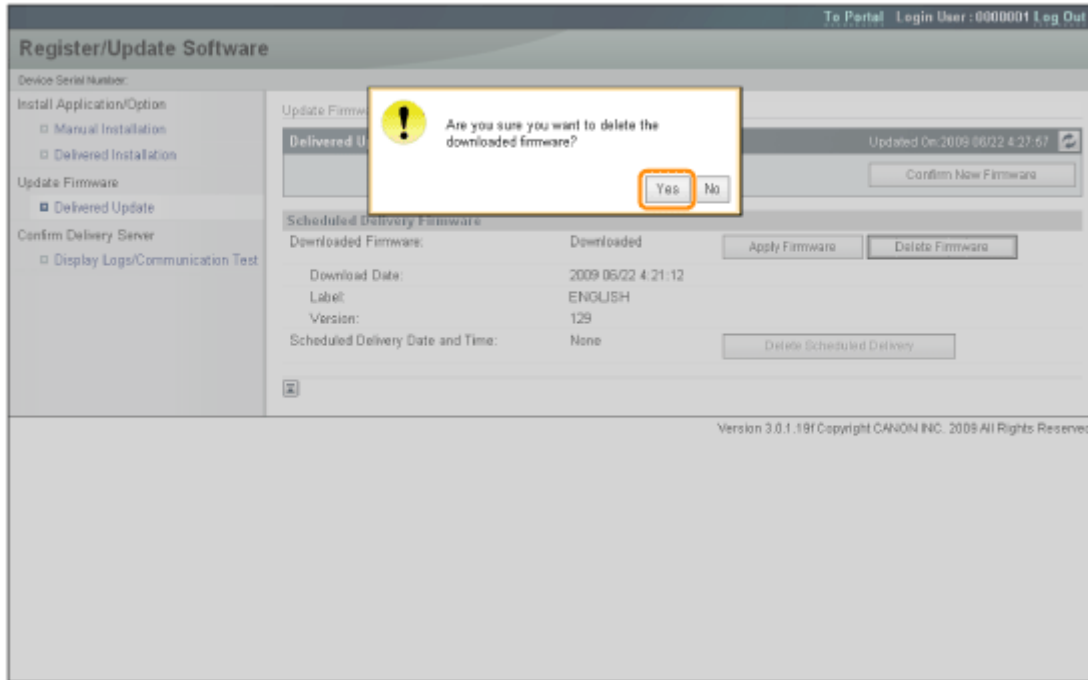 To Portal Login User : 0000001 Log Out
Register/Update Software
Device Serial Number:
Install Application/Option
Manual Installation
Delivered Installation
Update Firmware
Delivered Update
Confirm Delivery Server
Display Logs/Communication Test
Update Firmw
Delivered U
Updated On:2009 06/22 4:27:57
Confirm New Firmware
Are you sure you want to delete the
downloaded firmware?
Yes No
Scheduled Delivery Firmware
Downloaded Firmware: Downloaded Apply Firmware Delete Firmware
Download Date: 2009 06/22 4:21:12
Label: ENGLISH
Version: 129
Scheduled Delivery Date and Time: None Delete Scheduled Delivery
Version 3.0.1.19f Copyright CANON INC. 2009 All Rights Reserved